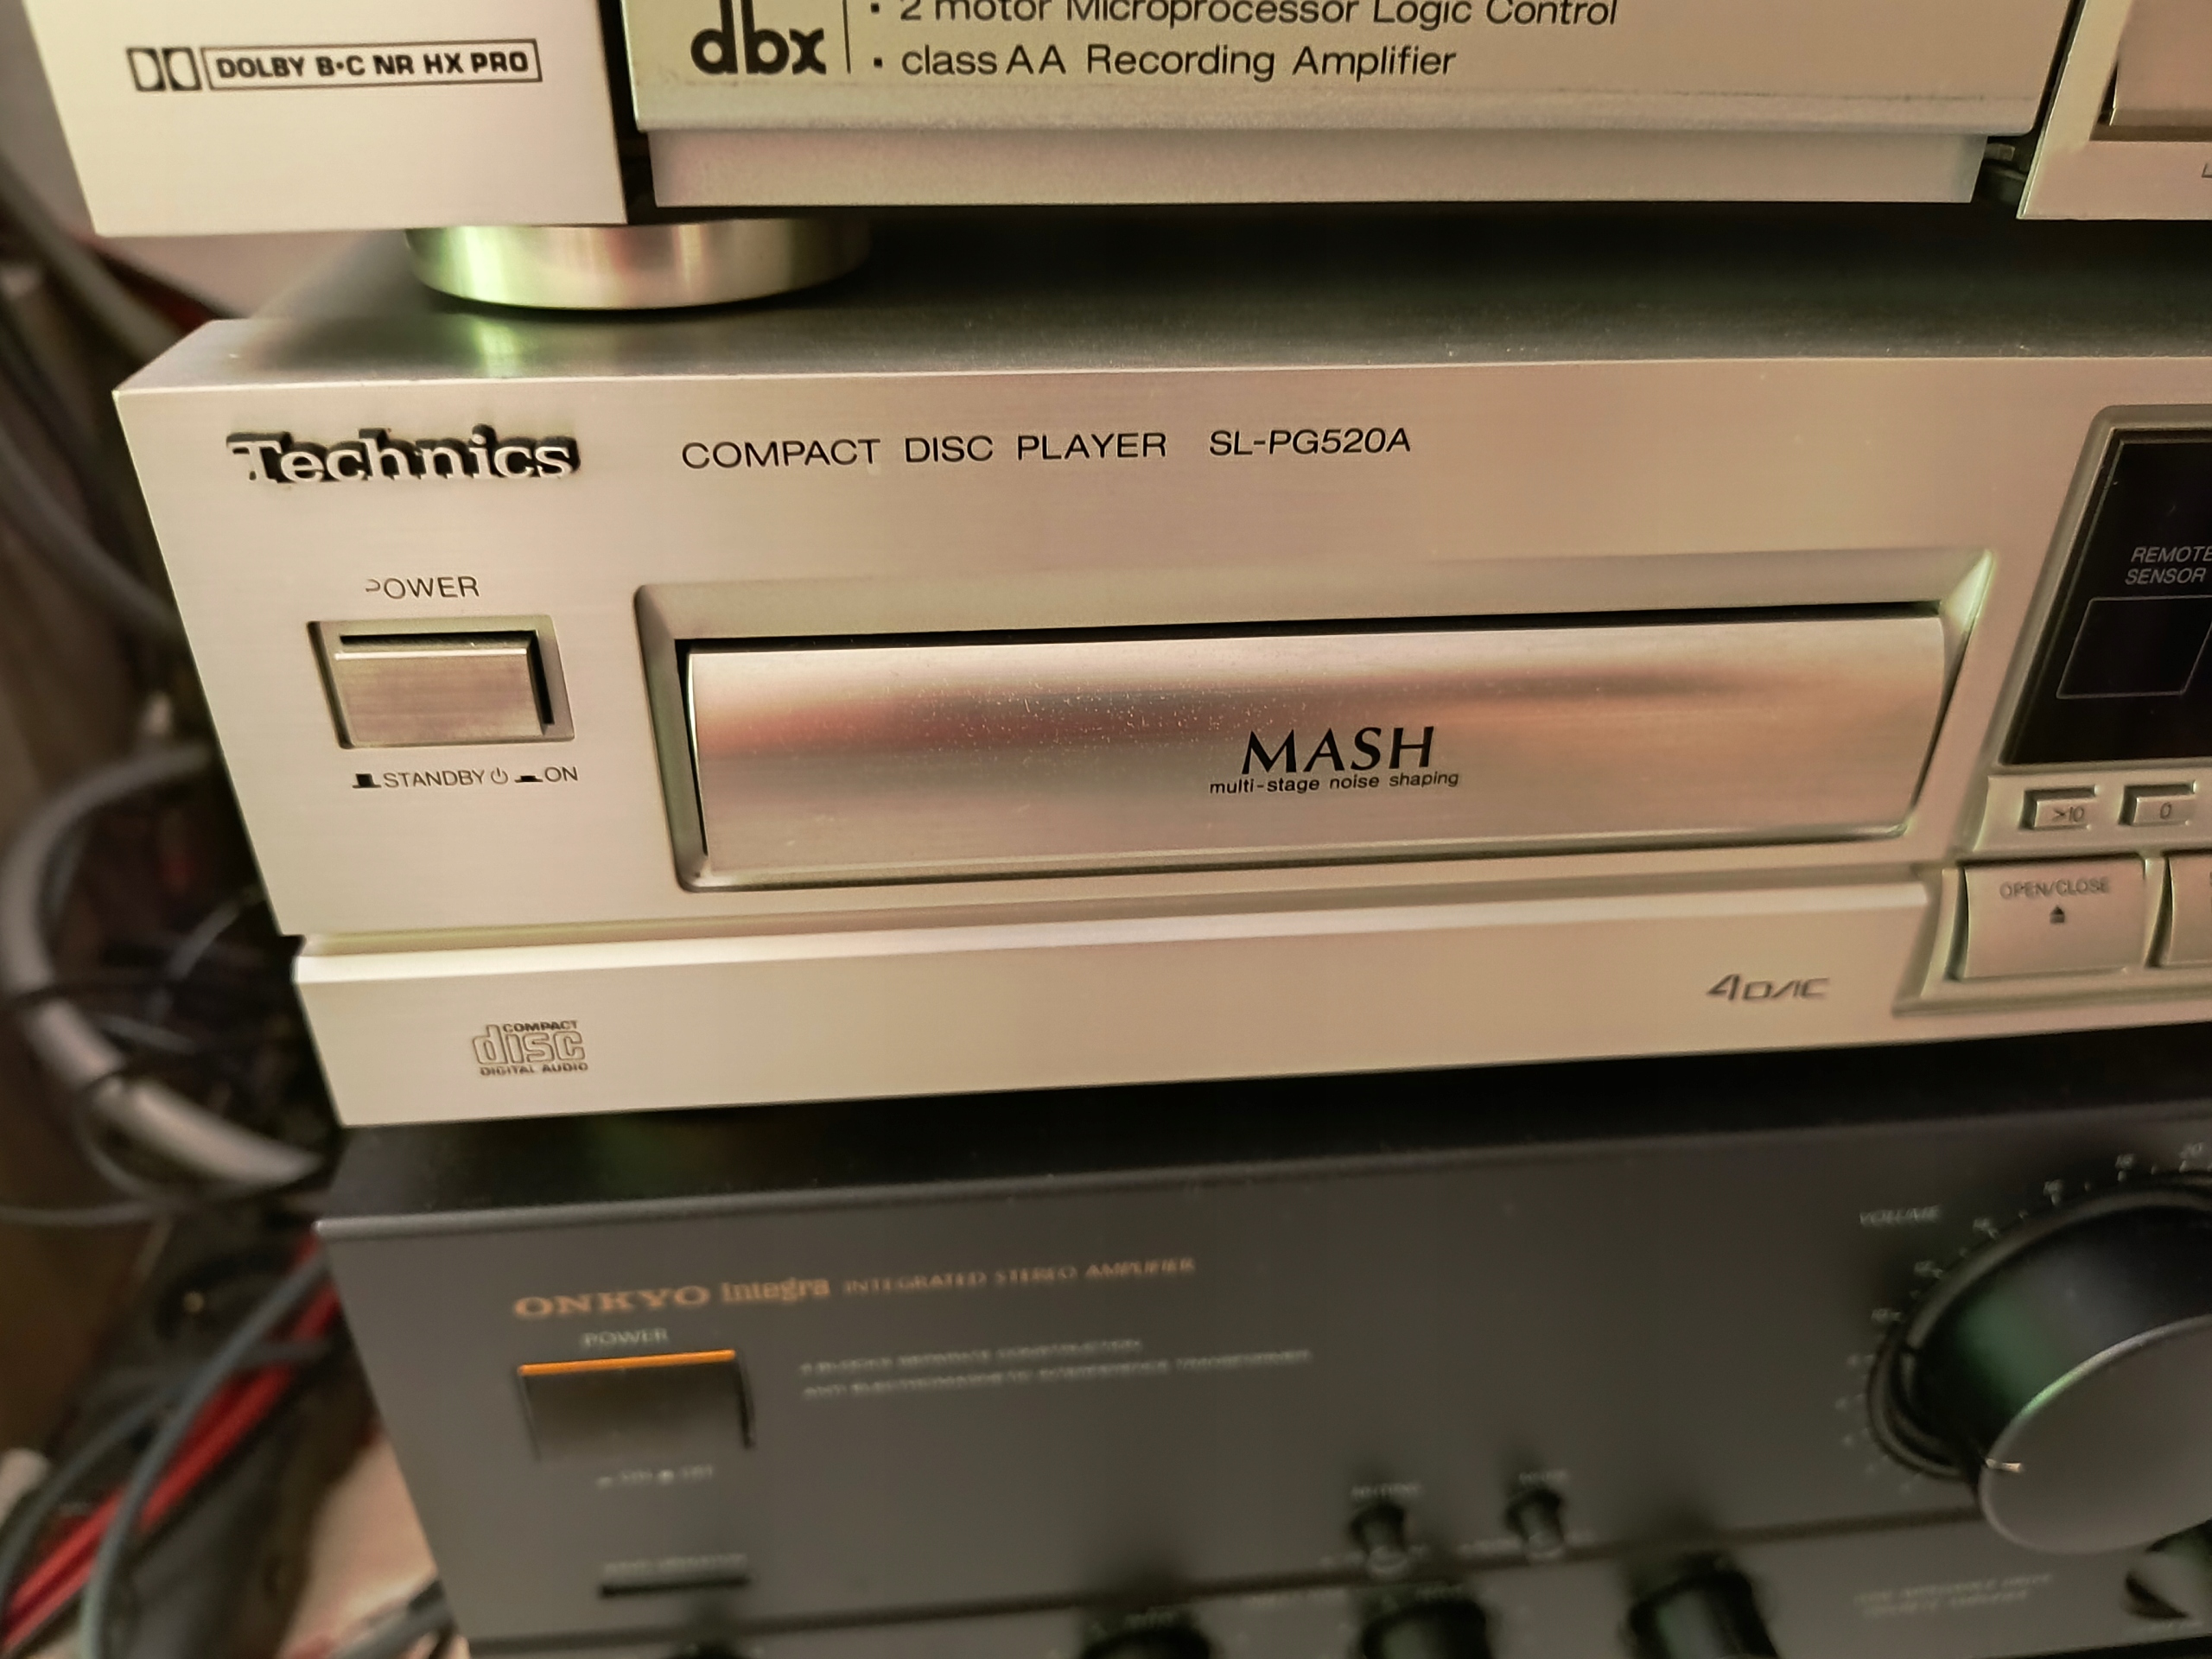 DOLBY B•C NR HX PRO
dbx
• 2 motor Microprocessor Logic Control
• class AA Recording Amplifier
Technics
COMPACT DISC PLAYER SL-PG520A
POWER
STANDBY ⏻ ON
MASH
multi-stage noise shaping
REMOTE
SENSOR
>10
0
OPEN/CLOSE
4 DAC
COMPACT
disc
DIGITAL AUDIO
VOLUME
ONKYO Integra INTEGRATED STEREO AMPLIFIER
POWER